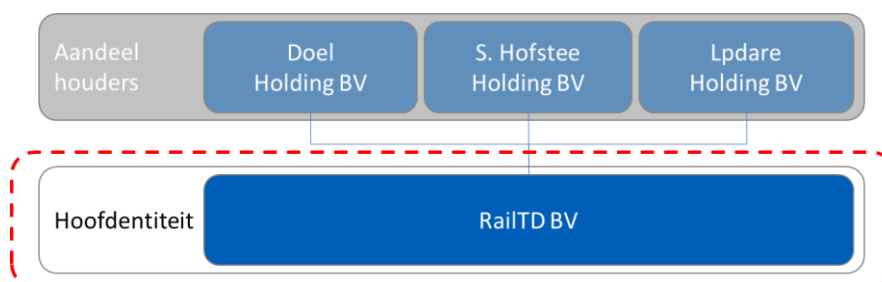 Aandeel
houders
Doel
Holding BV
S. Hofstee
Holding BV
Lpdare
Holding BV
Hoofdentiteit
RailTD BV